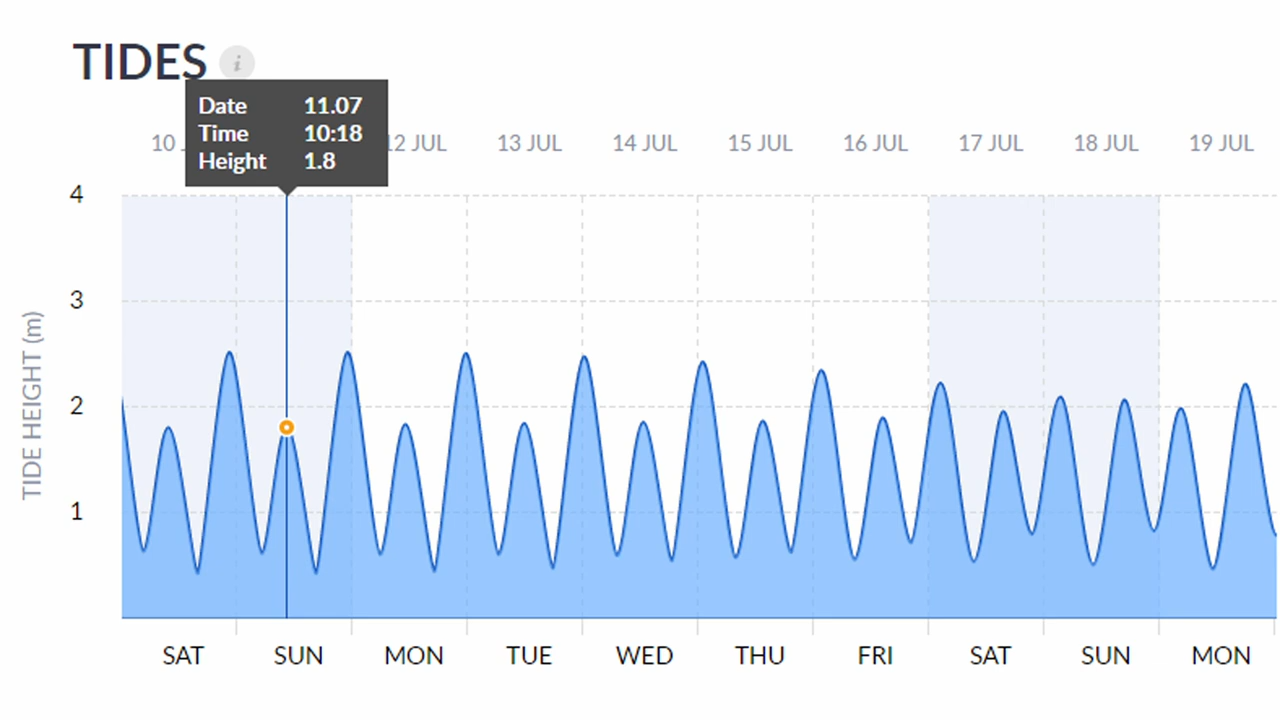 TIDES i
Date 11.07
Time 10:18
Height 1.8
10 12 JUL 13 JUL 14 JUL 15 JUL 16 JUL 17 JUL 18 JUL 19 JUL
4
3
2
1
TIDE HEIGHT (m)
SAT SUN MON TUE WED THU FRI SAT SUN MON